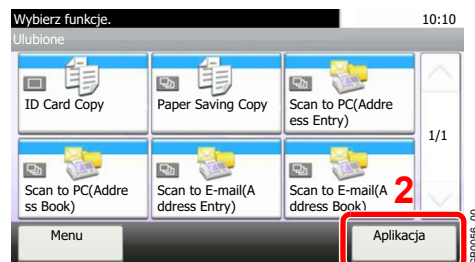 Wybierz funkcje.
10:10
Ulubione
ID Card Copy
Paper Saving Copy
Scan to PC(Addre
ess Entry)
1/1
Scan to PC(Addre
ss Book)
Scan to E-mail(A
ddress Entry)
Scan to E-mail(A
ddress Book)
2
Menu
Aplikacja